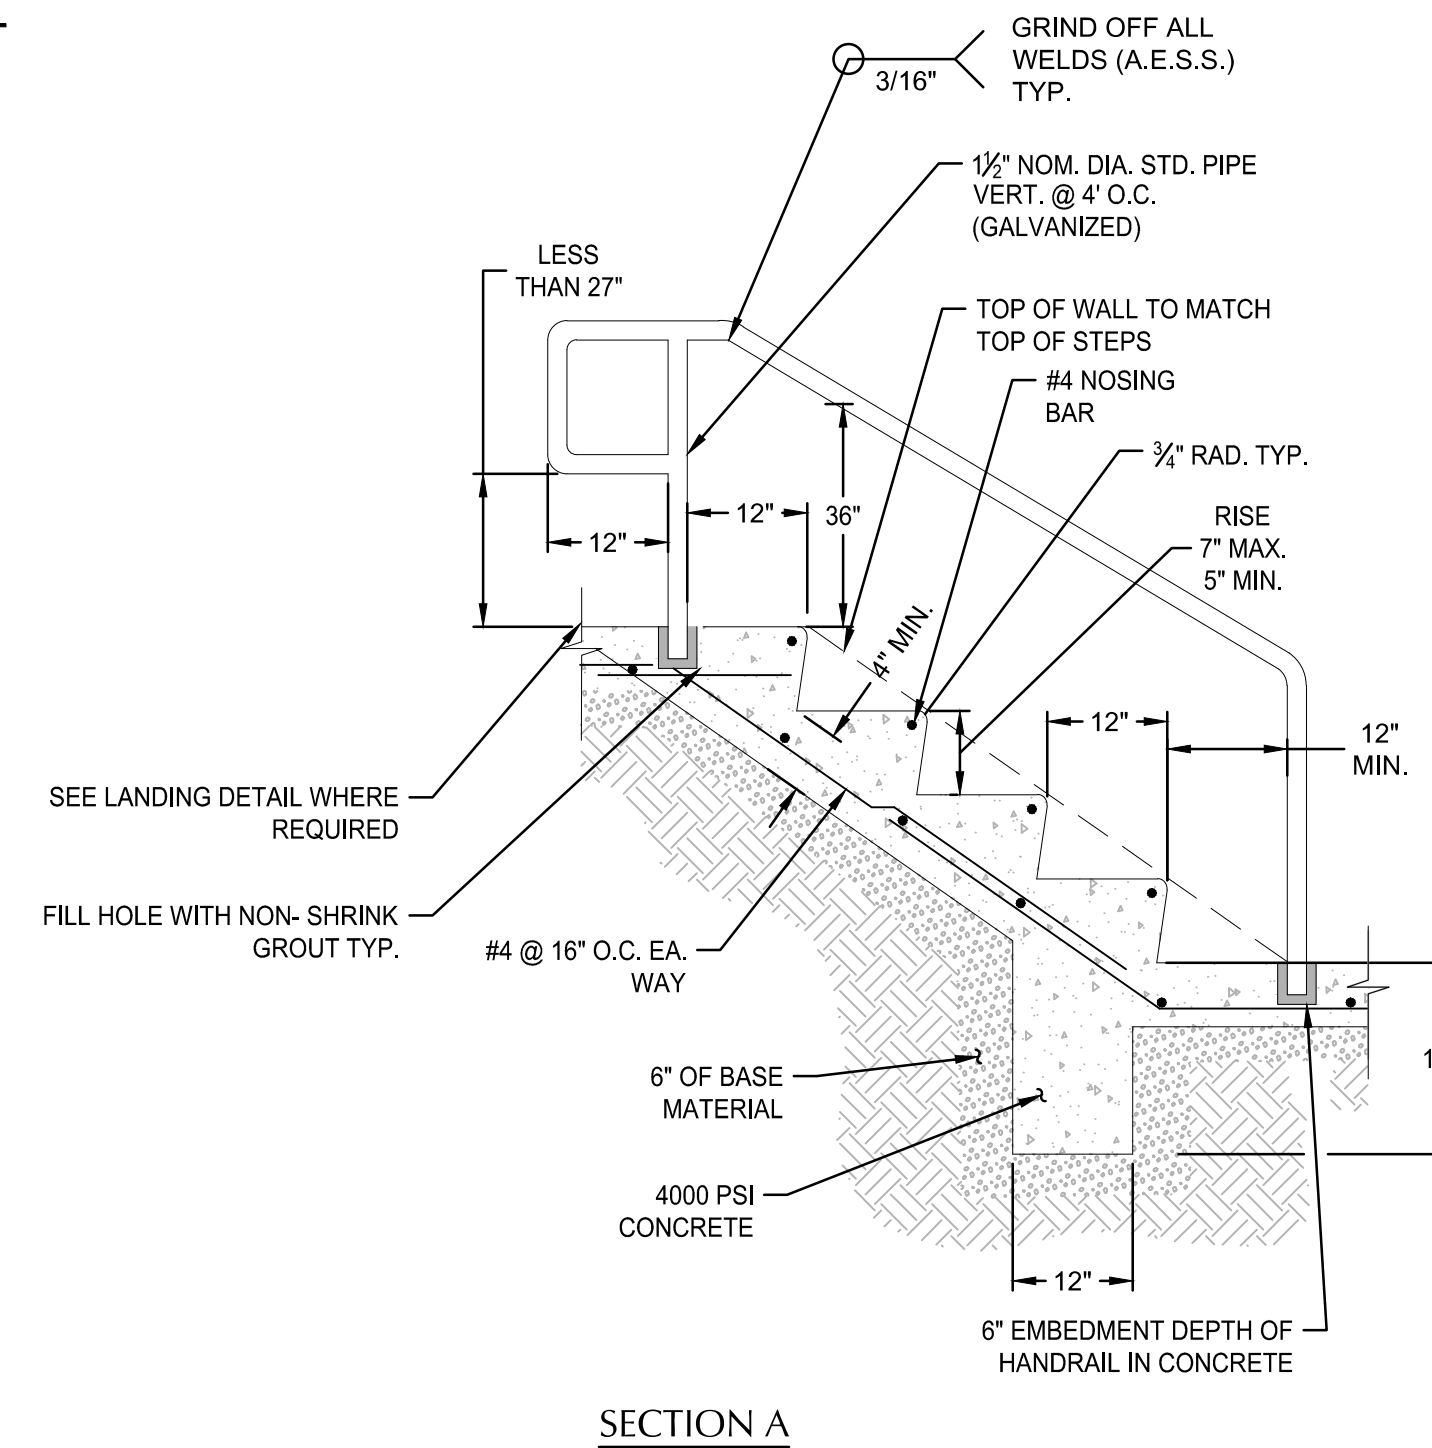 GRIND OFF ALL
WELDS (A.E.S.S.)
TYP.
3/16"
1½" NOM. DIA. STD. PIPE
VERT. @ 4' O.C.
(GALVANIZED)
LESS
THAN 27"
TOP OF WALL TO MATCH
TOP OF STEPS
#4 NOSING
BAR
¾" RAD. TYP.
RISE
7" MAX.
5" MIN.
12"
12"
36"
4" MIN.
12"
12"
MIN.
SEE LANDING DETAIL WHERE
REQUIRED
FILL HOLE WITH NON- SHRINK
GROUT TYP.
#4 @ 16" O.C. EA.
WAY
6" OF BASE
MATERIAL
4000 PSI
CONCRETE
12"
6" EMBEDMENT DEPTH OF
HANDRAIL IN CONCRETE
SECTION A